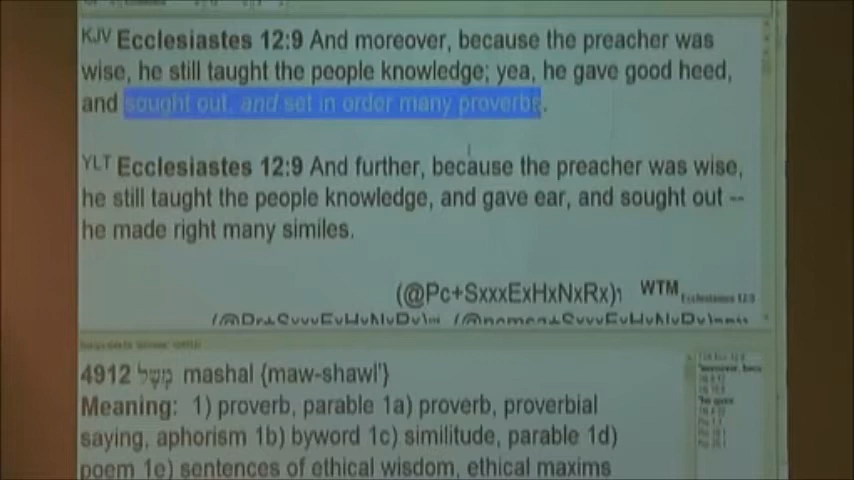 KJV Ecclesiastes 12:9 And moreover, because the preacher was
wise, he still taught the people knowledge; yea, he gave good heed,
and sought out, and set in order many proverbs.
YLT Ecclesiastes 12:9 And further, because the preacher was wise,
he still taught the people knowledge, and gave ear, and sought out --
he made right many similes.
(@Pc+SxxxExHxNxRx)ו WTM Ecclesiastes 12:9
4912 מָשָׁל mashal {maw-shawl'}
Meaning: 1) proverb, parable 1a) proverb, proverbial
saying, aphorism 1b) byword 1c) similitude, parable 1d)
poem 1e) sentences of ethical wisdom, ethical maxims